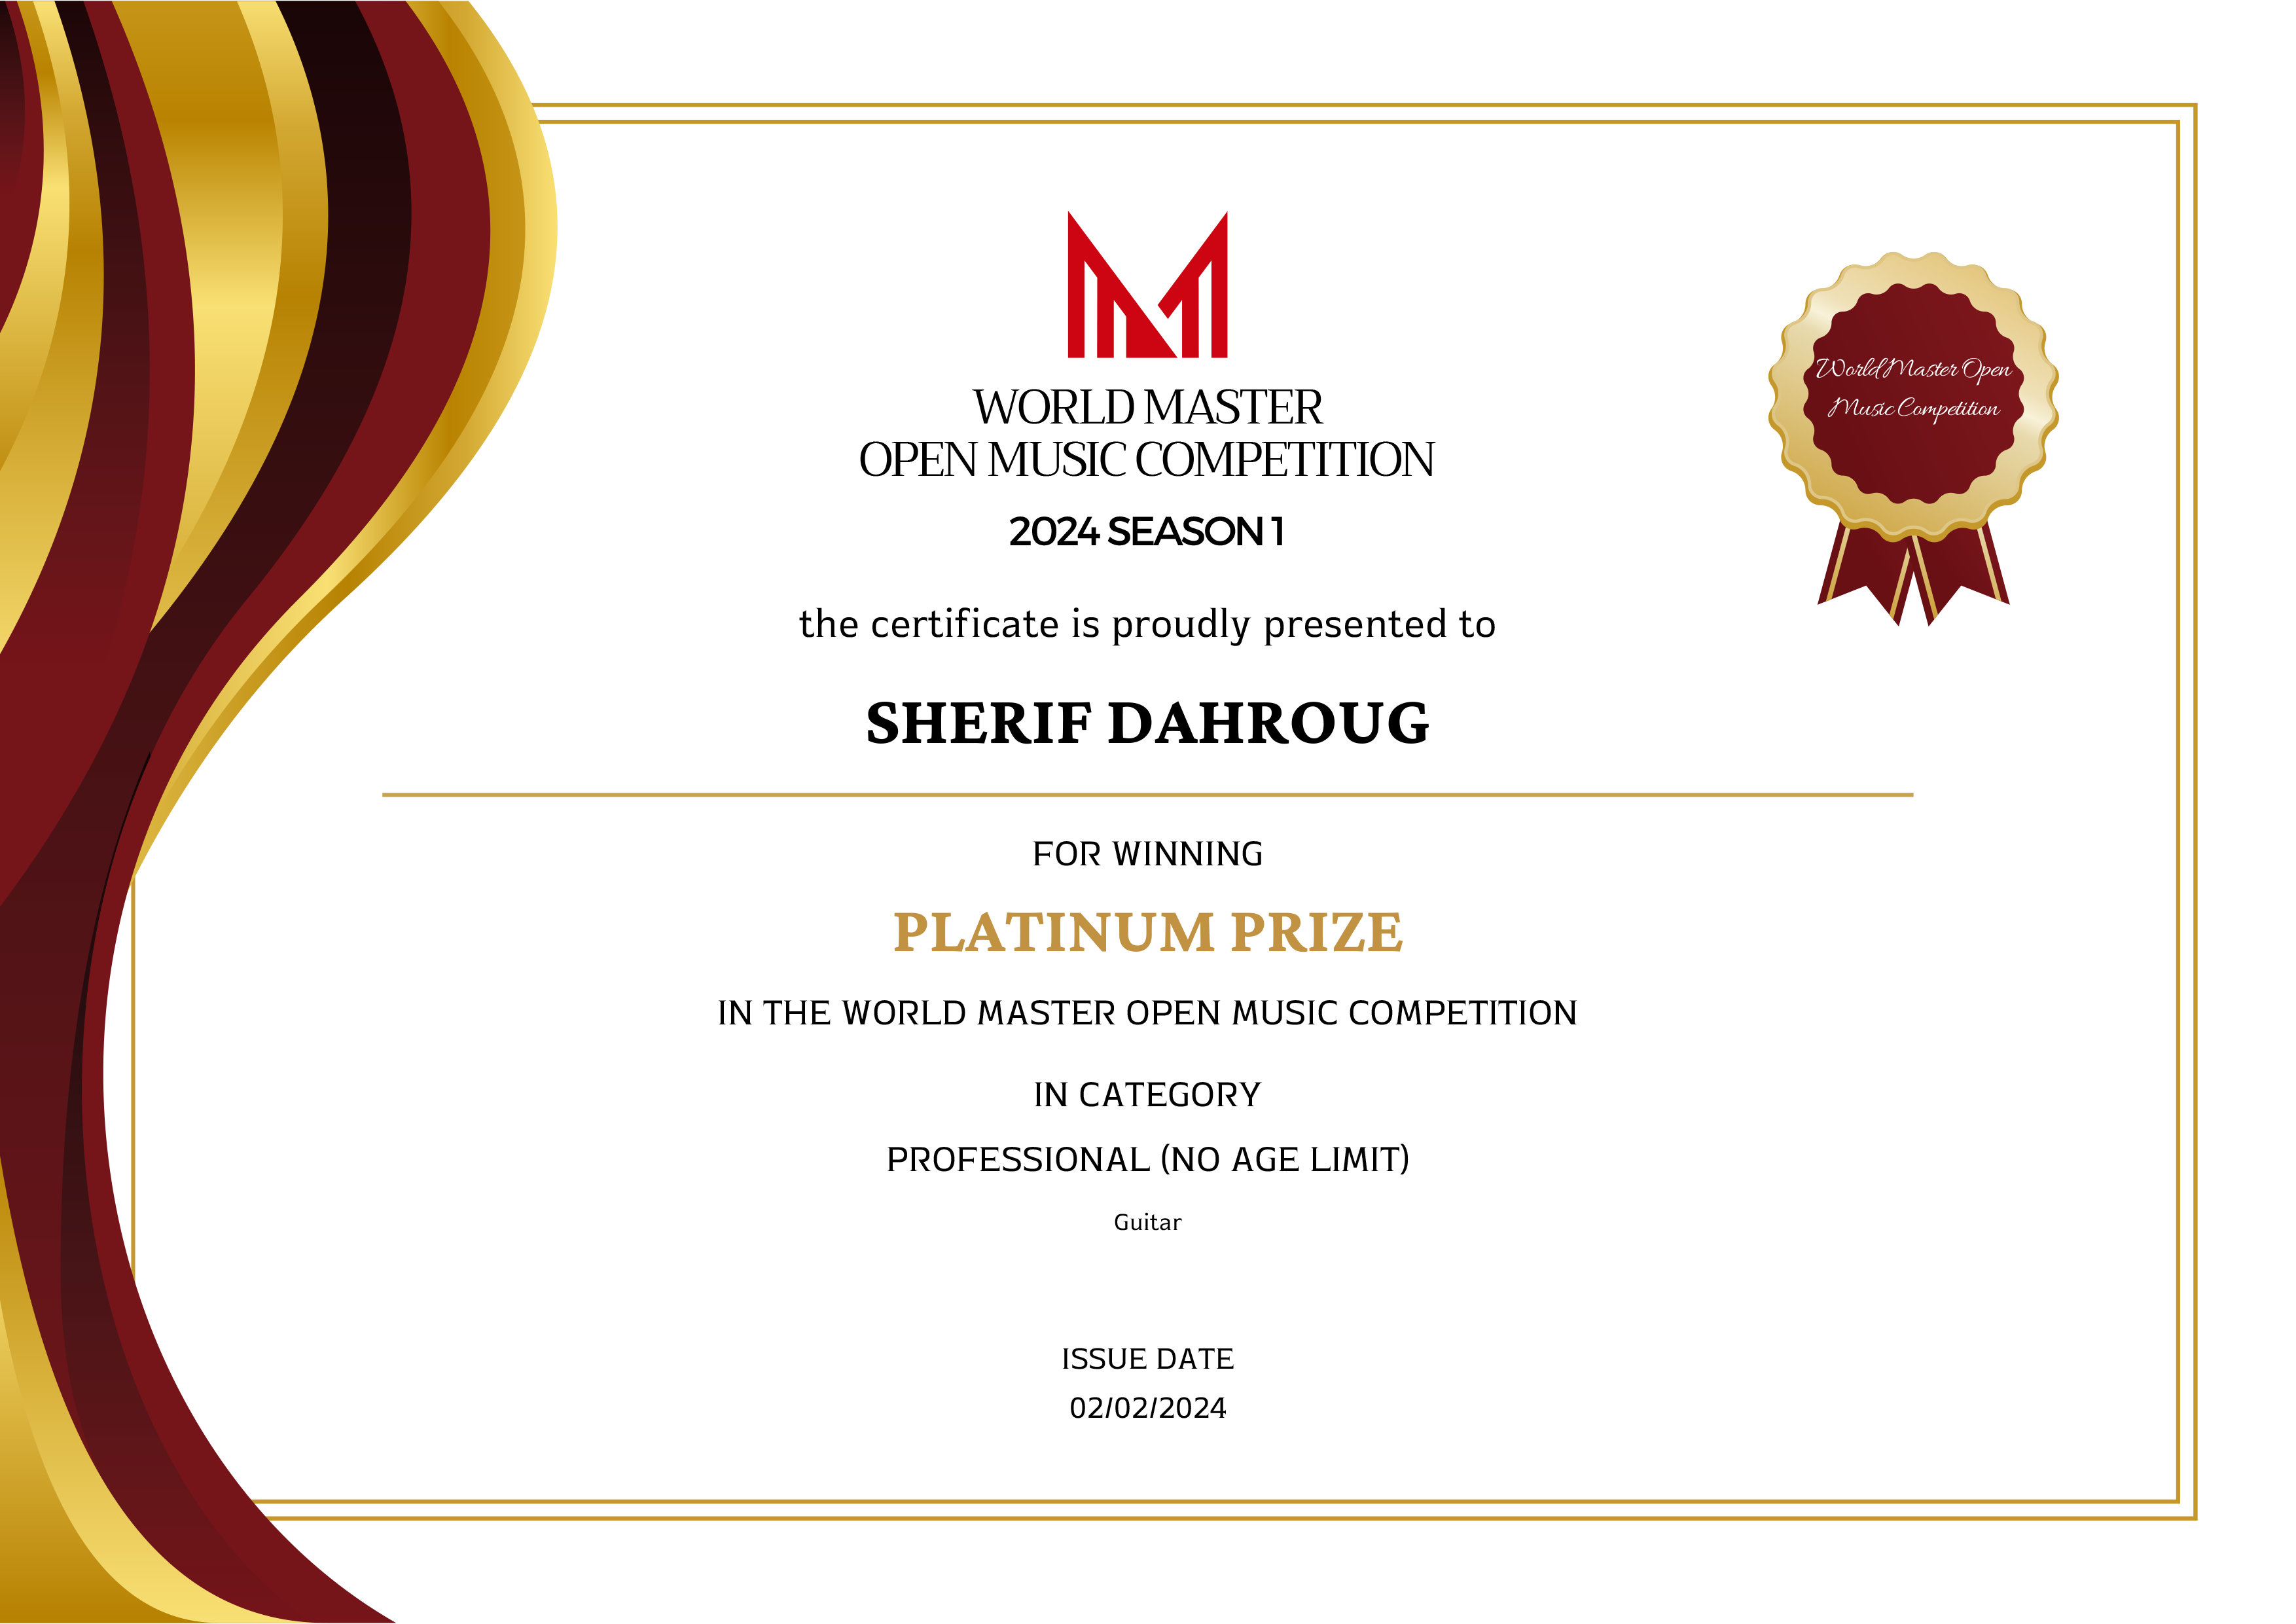 WORLD MASTER
OPEN MUSIC COMPETITION
2024 SEASON 1
World Master Open
Music Competition
the certificate is proudly presented to
SHERIF DAHROUG
FOR WINNING
PLATINUM PRIZE
IN THE WORLD MASTER OPEN MUSIC COMPETITION
IN CATEGORY
PROFESSIONAL (NO AGE LIMIT)
Guitar
ISSUE DATE
02/02/2024